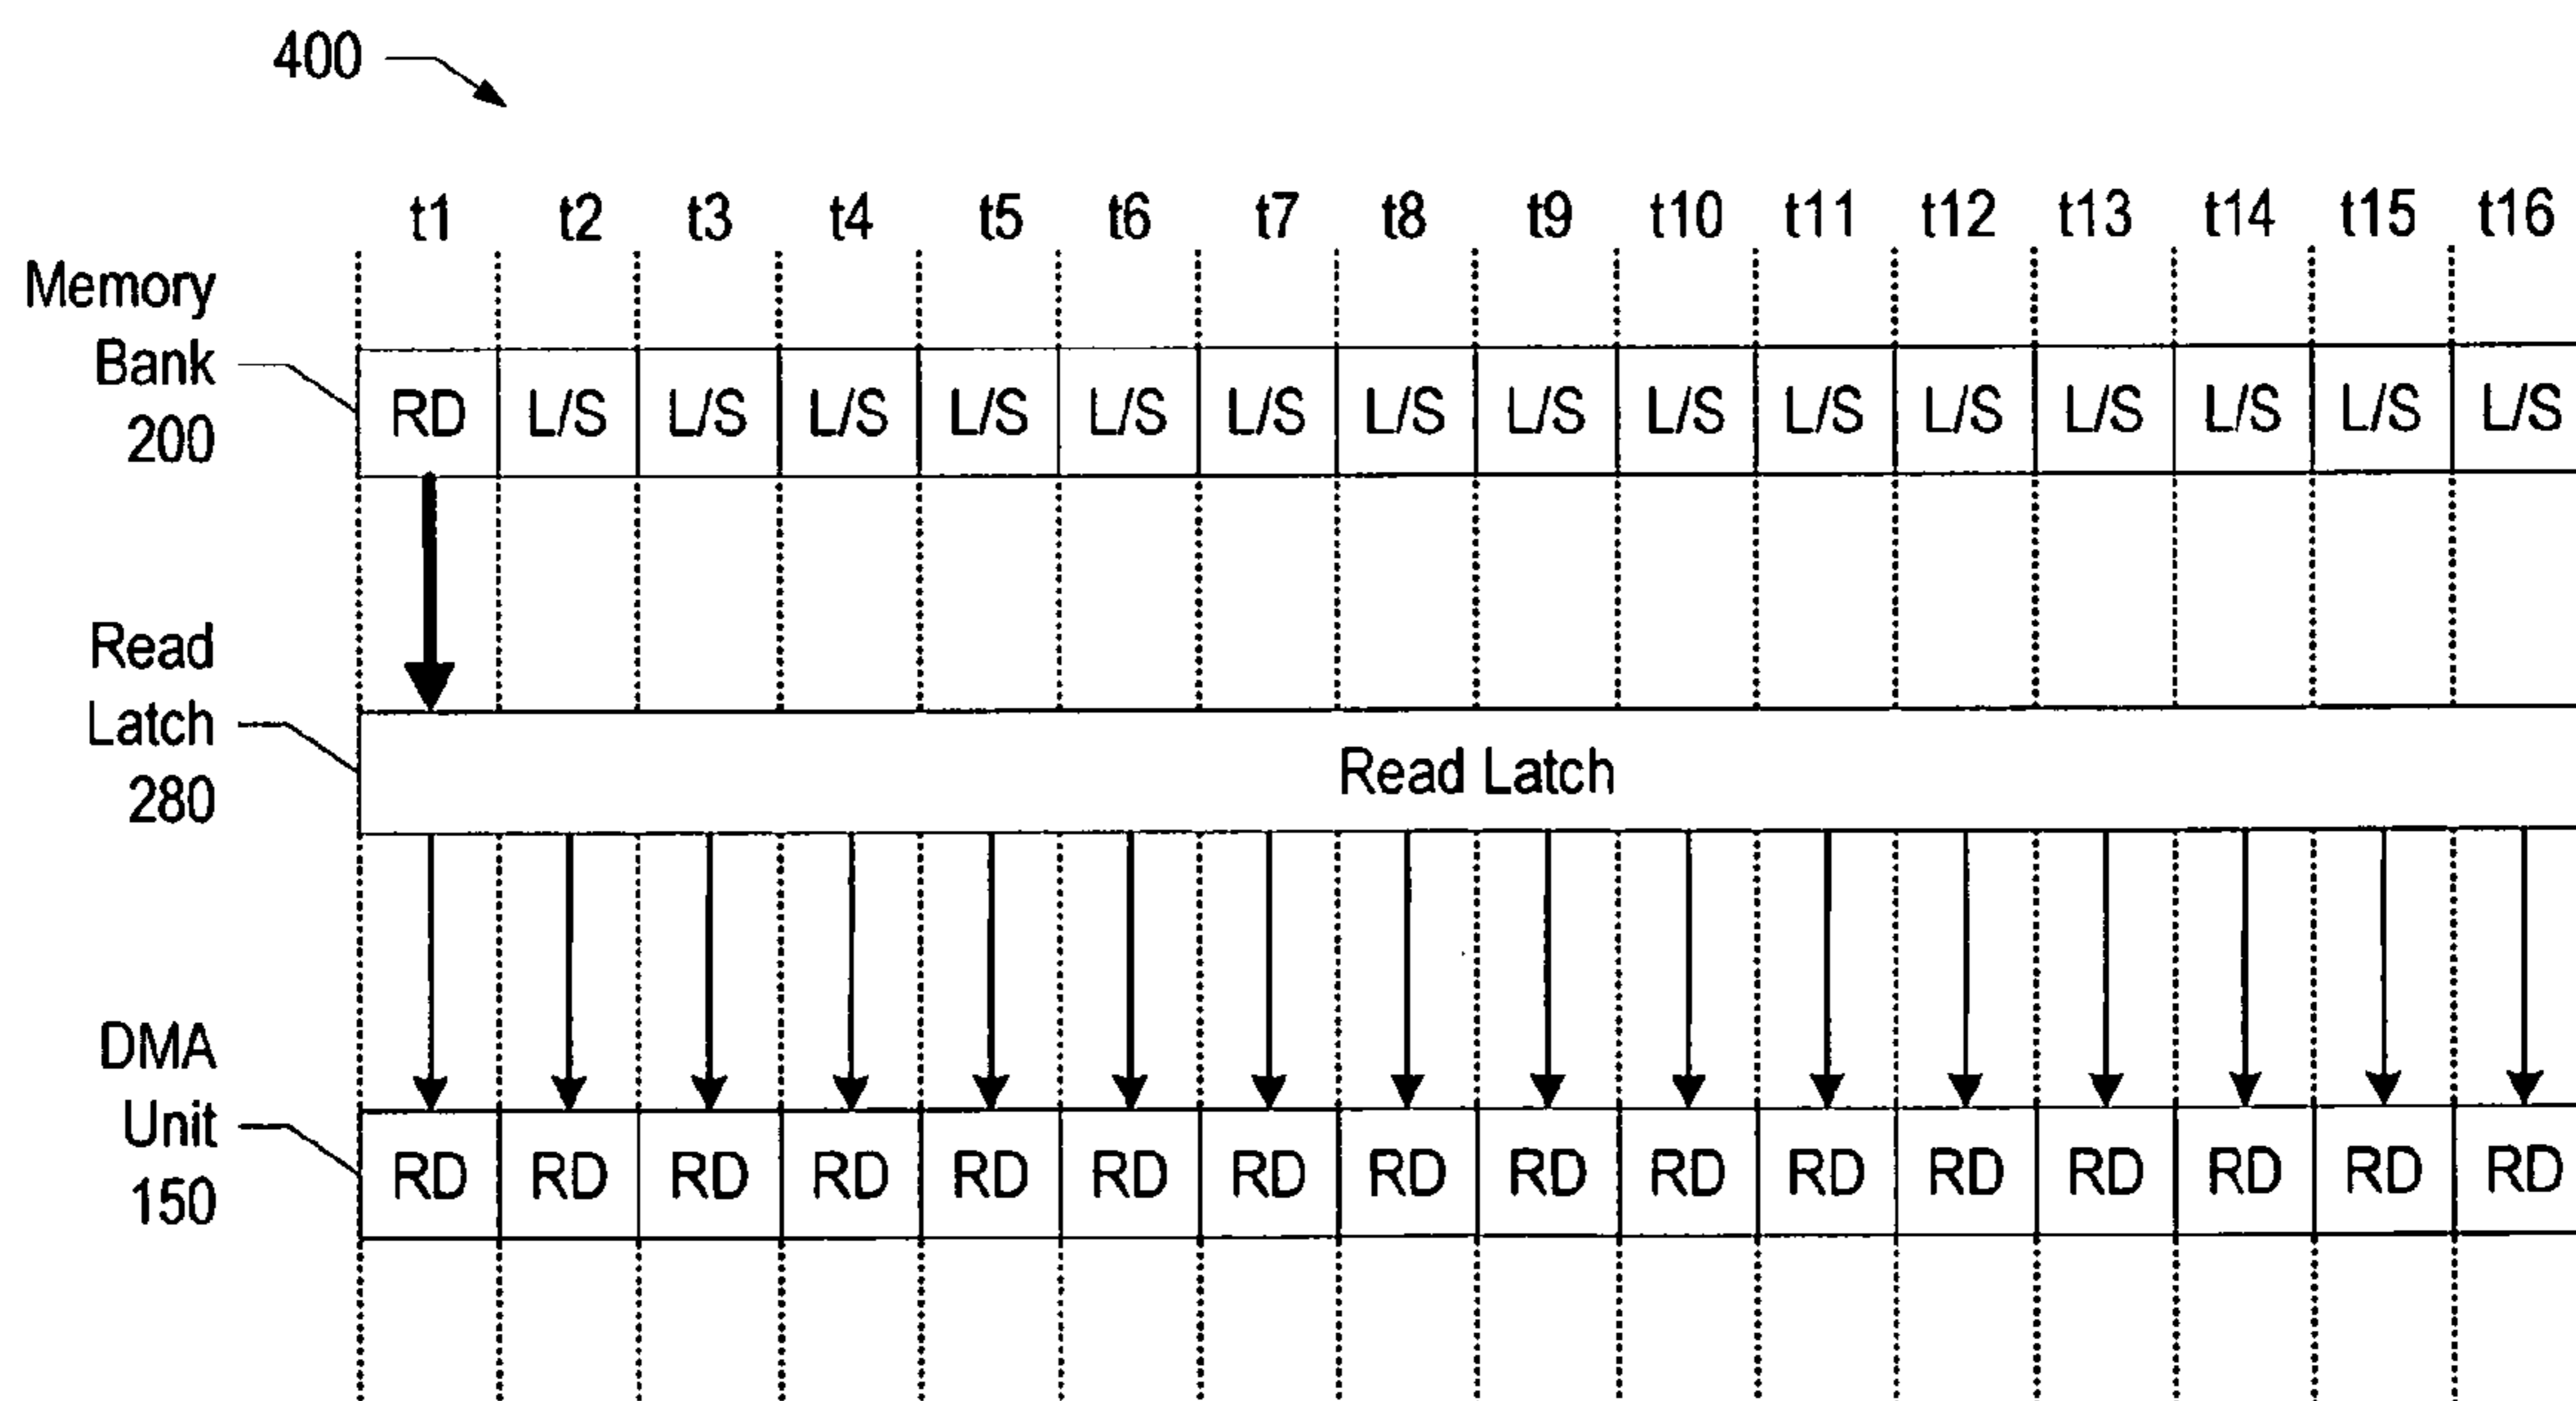 400
t1 t2 t3 t4 t5 t6 t7 t8 t9 t10 t11 t12 t13 t14 t15 t16
Memory
Bank
200
RD L/S L/S L/S L/S L/S L/S L/S L/S L/S L/S L/S L/S L/S L/S L/S
Read
Latch
280
Read Latch
DMA
Unit
150
RD RD RD RD RD RD RD RD RD RD RD RD RD RD RD RD